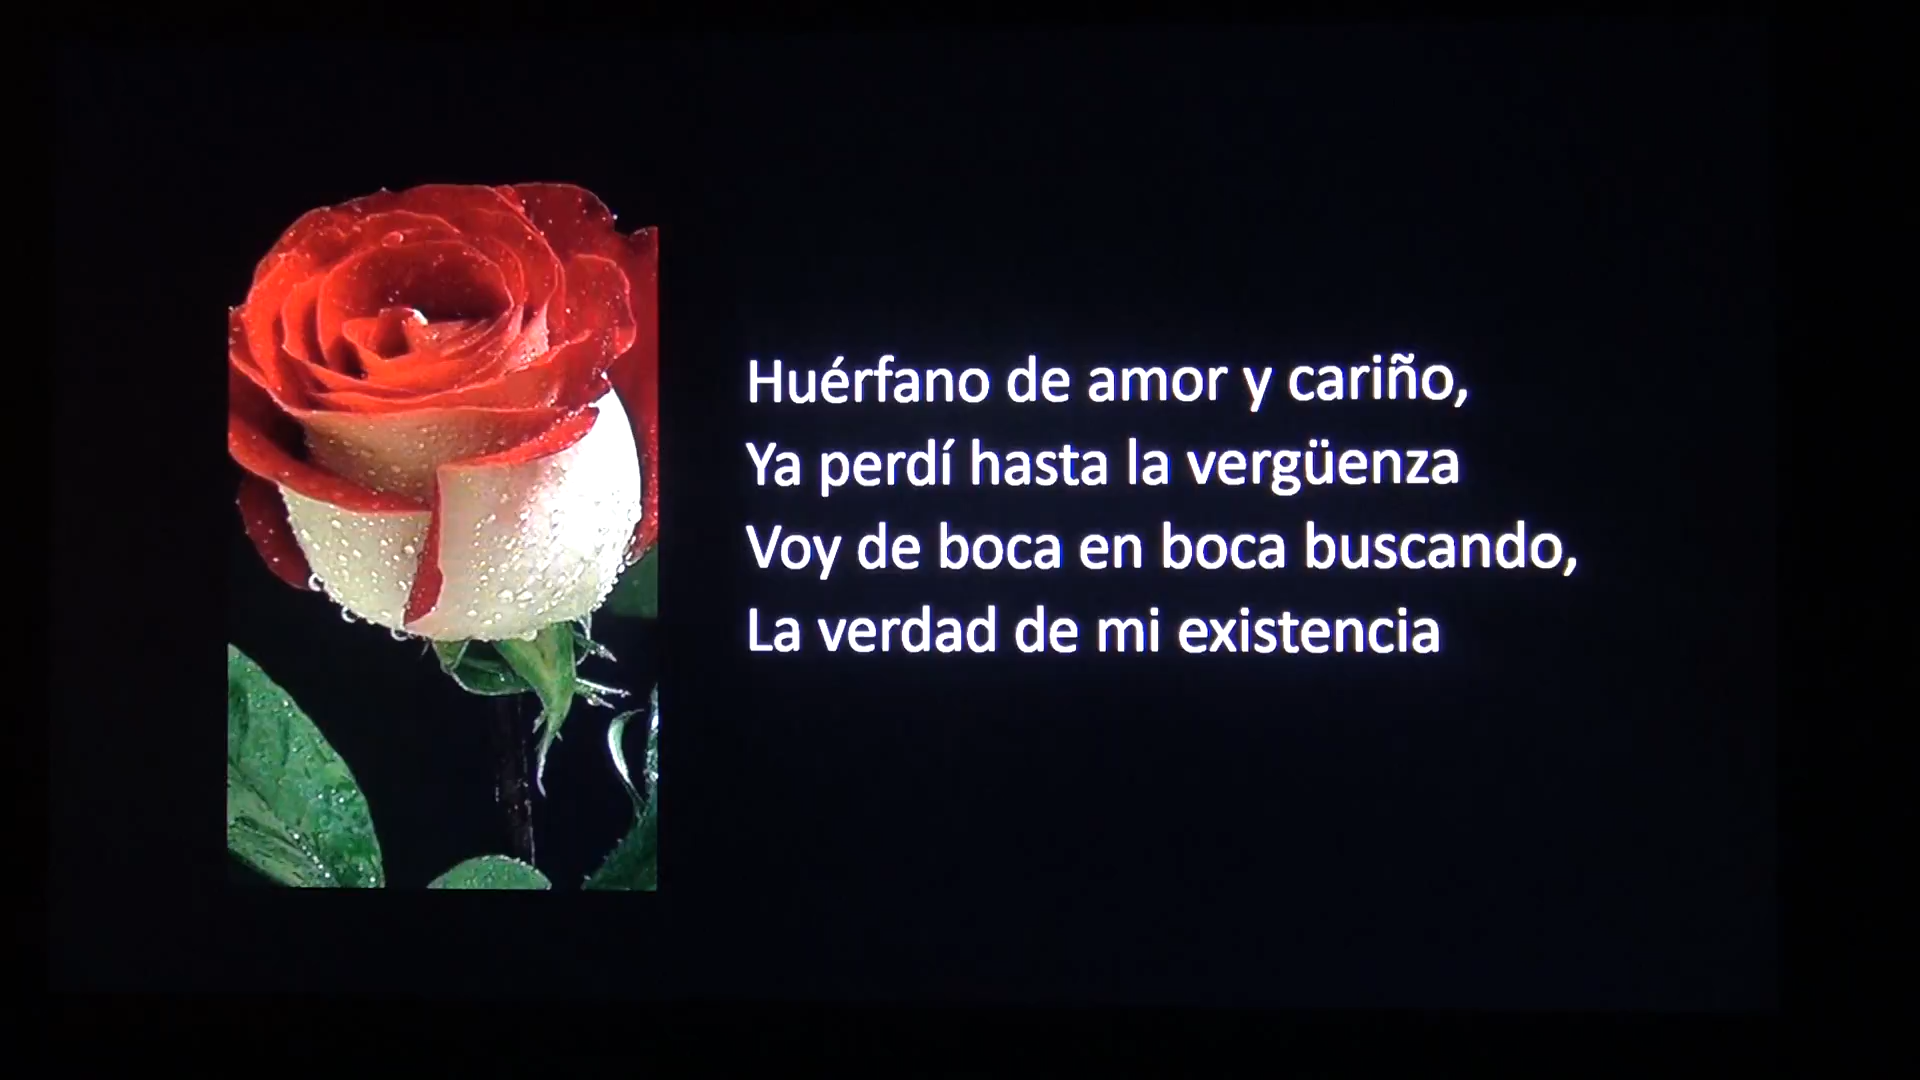 Huérfano de amor y cariño,
Ya perdí hasta la vergüenza
Voy de boca en boca buscando,
La verdad de mi existencia